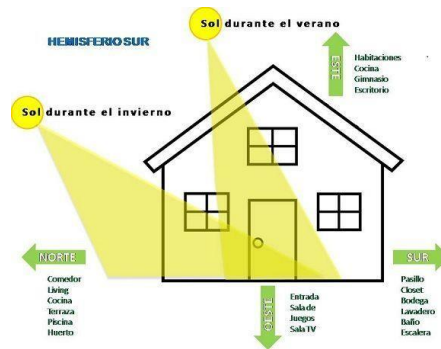 Sol durante el verano
HEMISFERIO SUR
ESTE
Habitaciones
Cocina
Gimnasio
Escritorio
Sol durante el invierno
NORTE
Comedor
Living
Cocina
Terraza
Piscina
Huerto
OESTE
Entrada
Sala de
Juegos
Sala TV
SUR
Pasillo
Closet
Bodega
Lavadero
Baño
Escalera